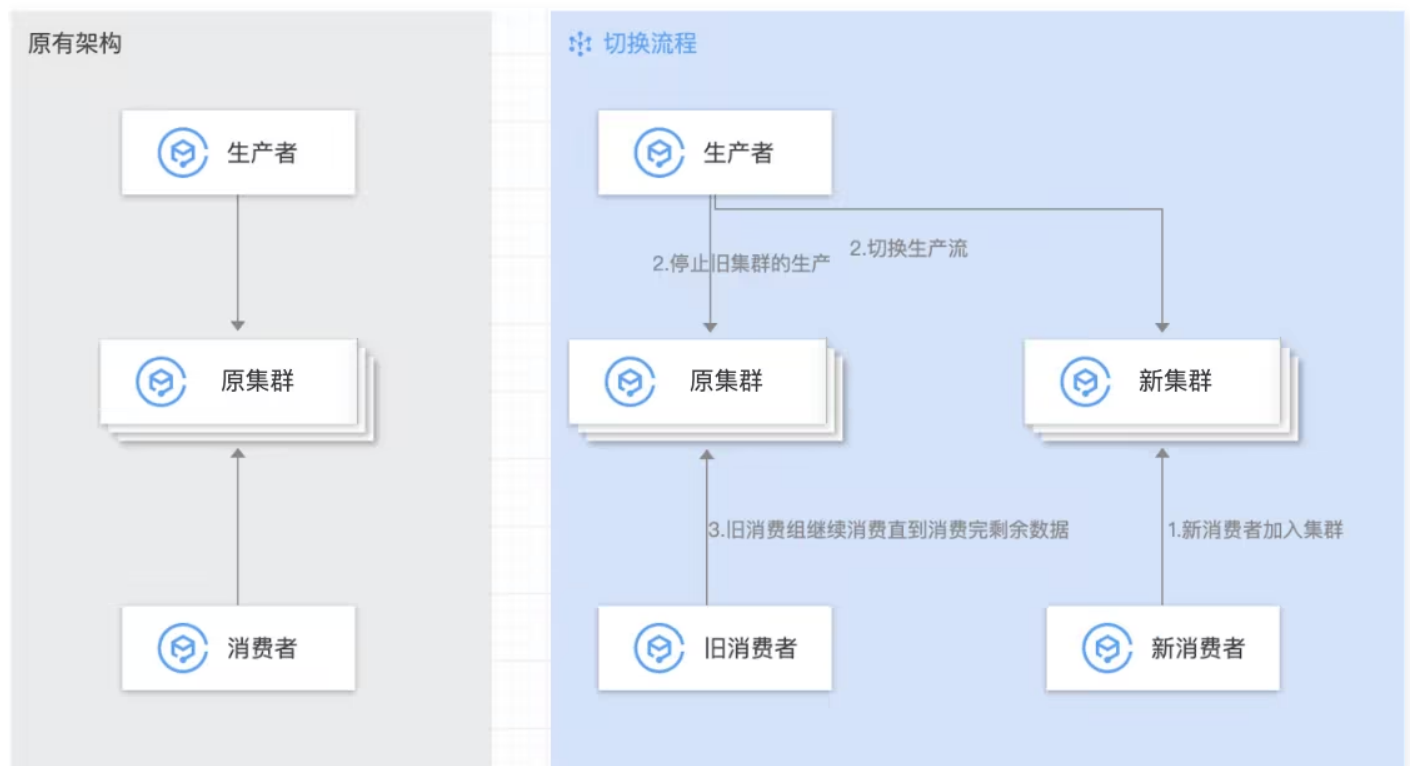 原有架构
生产者
原集群
消费者
切换流程
生产者
2.停止旧集群的生产
2.切换生产流
原集群
新集群
3.旧消费组继续消费直到消费完剩余数据
1.新消费者加入集群
旧消费者
新消费者